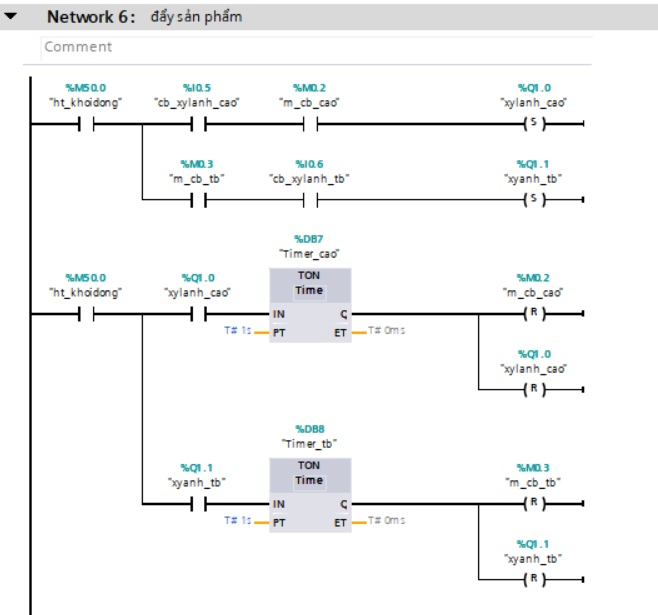 Network 6: đẩy sản phẩm
Comment
%M50.0 %I0.5 %M0.2 %Q1.0
"ht_khoidong" "cb_xylanh_cao" "m_cb_cao" "xylanh_cao"
S
%M0.3 %I0.6 %Q1.1
"m_cb_tb" "cb_xylanh_tb" "xyanh_tb"
S
%DB7
"Timer_cao"
%M50.0 %Q1.0 TON %M0.2
"ht_khoidong" "xylanh_cao" Time "m_cb_cao"
IN Q R
T# 1s PT ET T# 0ms
%Q1.0
"xylanh_cao"
R
%DB8
"Timer_tb"
%Q1.1 TON %M0.3
"xyanh_tb" Time "m_cb_tb"
IN Q R
T# 1s PT ET T# 0ms
%Q1.1
"xyanh_tb"
R